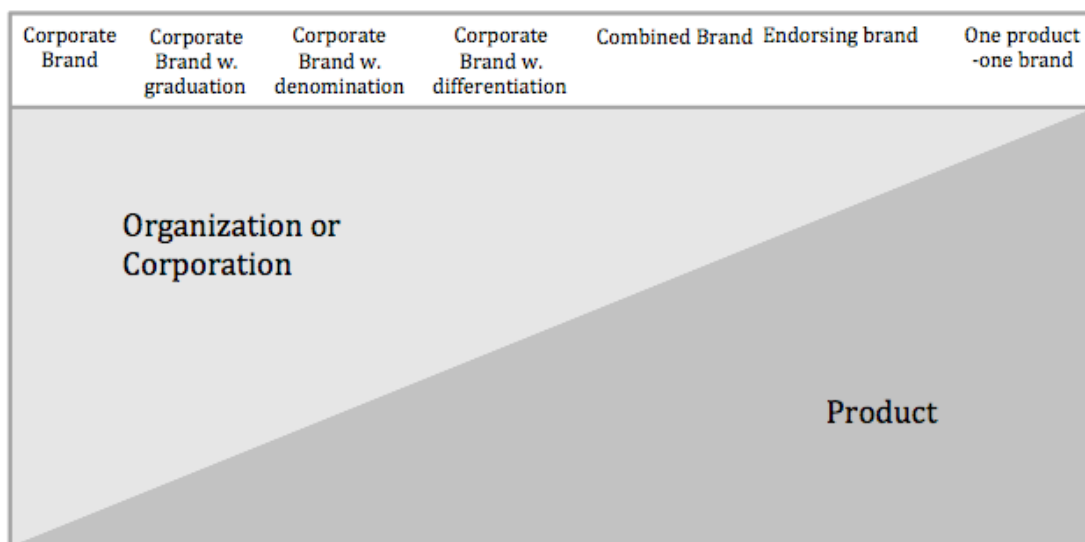 Corporate
Brand
Corporate
Brand w.
graduation
Corporate
Brand w.
denomination
Corporate
Brand w.
differentiation
Combined Brand
Endorsing brand
One product
-one brand
Organization or
Corporation
Product